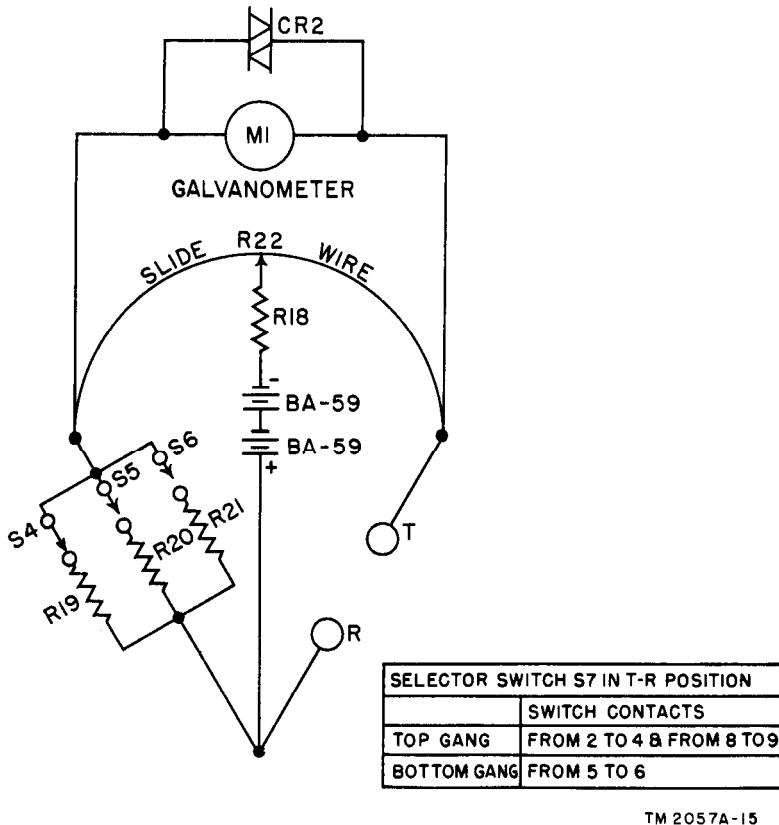 CR2
MI
GALVANOMETER
SLIDE R22 WIRE
R18
-
BA-59
BA-59
+
S6
S5
S4
R21
R20
R19
T
R
SELECTOR SWITCH S7 IN T-R POSITION
SWITCH CONTACTS
TOP GANG FROM 2 TO 4 & FROM 8 TO 9
BOTTOM GANG FROM 5 TO 6
TM 2057A-15